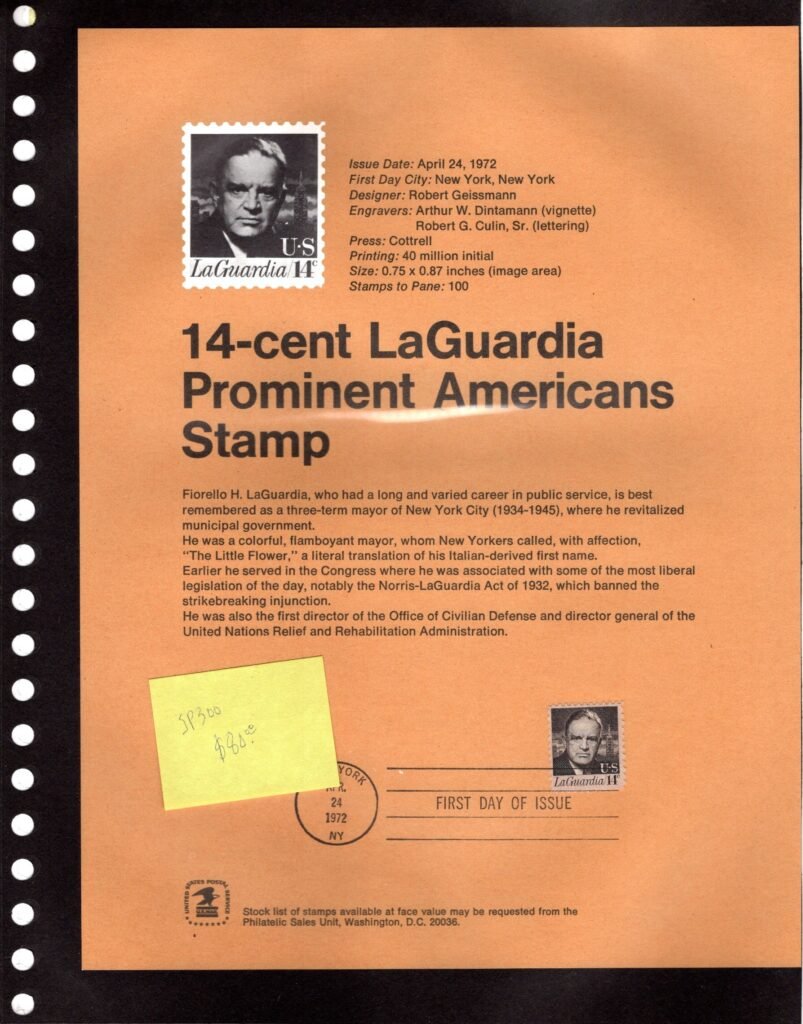 U·S
LaGuardia/14c
Issue Date: April 24, 1972
First Day City: New York, New York
Designer: Robert Geissmann
Engravers: Arthur W. Dintamann (vignette)
Robert G. Culin, Sr. (lettering)
Press: Cottrell
Printing: 40 million initial
Size: 0.75 x 0.87 inches (image area)
Stamps to Pane: 100
14-cent LaGuardia
Prominent Americans
Stamp
Fiorello H. LaGuardia, who had a long and varied career in public service, is best
remembered as a three-term mayor of New York City (1934-1945), where he revitalized
municipal government.
He was a colorful, flamboyant mayor, whom New Yorkers called, with affection,
"The Little Flower," a literal translation of his Italian-derived first name.
Earlier he served in the Congress where he was associated with some of the most liberal
legislation of the day, notably the Norris-LaGuardia Act of 1932, which banned the
strikebreaking injunction.
He was also the first director of the Office of Civilian Defense and director general of the
United Nations Relief and Rehabilitation Administration.
SP300
$80.00
YORK
APR.
24
1972
NY
FIRST DAY OF ISSUE
U·S
LaGuardia 14c
UNITED STATES POSTAL SERVICE
U.S.MAIL
Stock list of stamps available at face value may be requested from the
Philatelic Sales Unit, Washington, D.C. 20036.